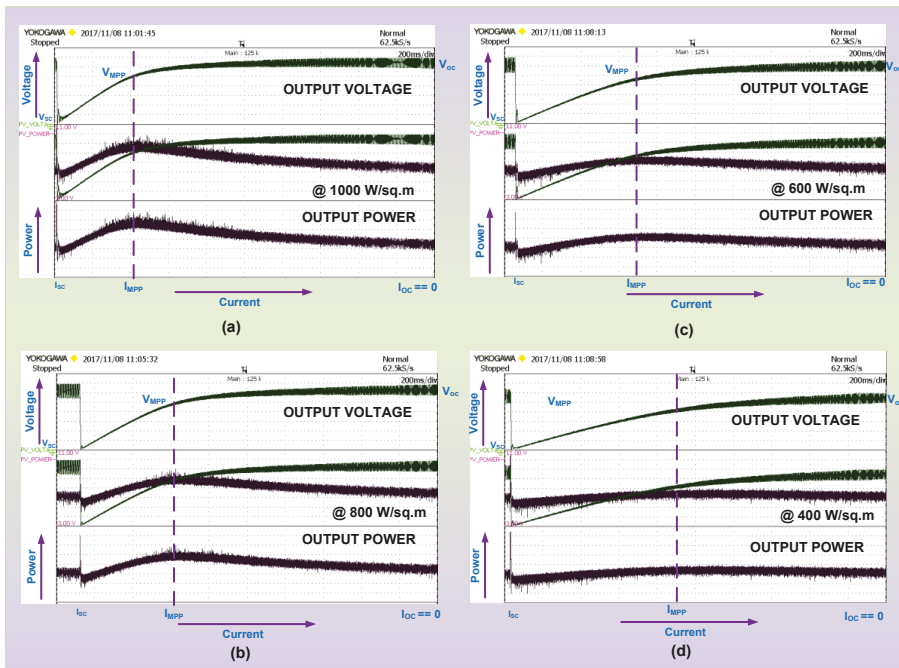 YOKOGAWA 2017/11/08 11:01:45
Normal
Stopped
62.5kS/s
Main : 125 k
200ms/div
Voltage
VMPP
VOC
OUTPUT VOLTAGE
VSC
PV_VOLTA
11.00 V
PV_POWER
@ 1000 W/sq.m
OUTPUT POWER
Power
ISC
IMPP
IOC == 0
Current
(a)
YOKOGAWA 2017/11/08 11:08:13
Normal
Stopped
62.5kS/s
Main : 125 k
200ms/div
Voltage
VMPP
VOC
OUTPUT VOLTAGE
VSC
PV_VOLTA
11.00 V
PV_POWER
@ 600 W/sq.m
OUTPUT POWER
Power
ISC
IMPP
IOC == 0
Current
(c)
YOKOGAWA 2017/11/08 11:05:32
Normal
Stopped
62.5kS/s
Main : 125 k
200ms/div
Voltage
VMPP
VOC
OUTPUT VOLTAGE
VSC
PV_VOLTA
11.00 V
PV_POWER
@ 800 W/sq.m
OUTPUT POWER
Power
ISC
IMPP
IOC == 0
Current
(b)
YOKOGAWA 2017/11/08 11:08:58
Normal
Stopped
62.5kS/s
Main : 125 k
200ms/div
Voltage
VMPP
OUTPUT VOLTAGE
VSC
PV_VOLTA
11.00 V
PV_POWER
@ 400 W/sq.m
OUTPUT POWER
Power
ISC
IMPP
IOC == 0
Current
(d)